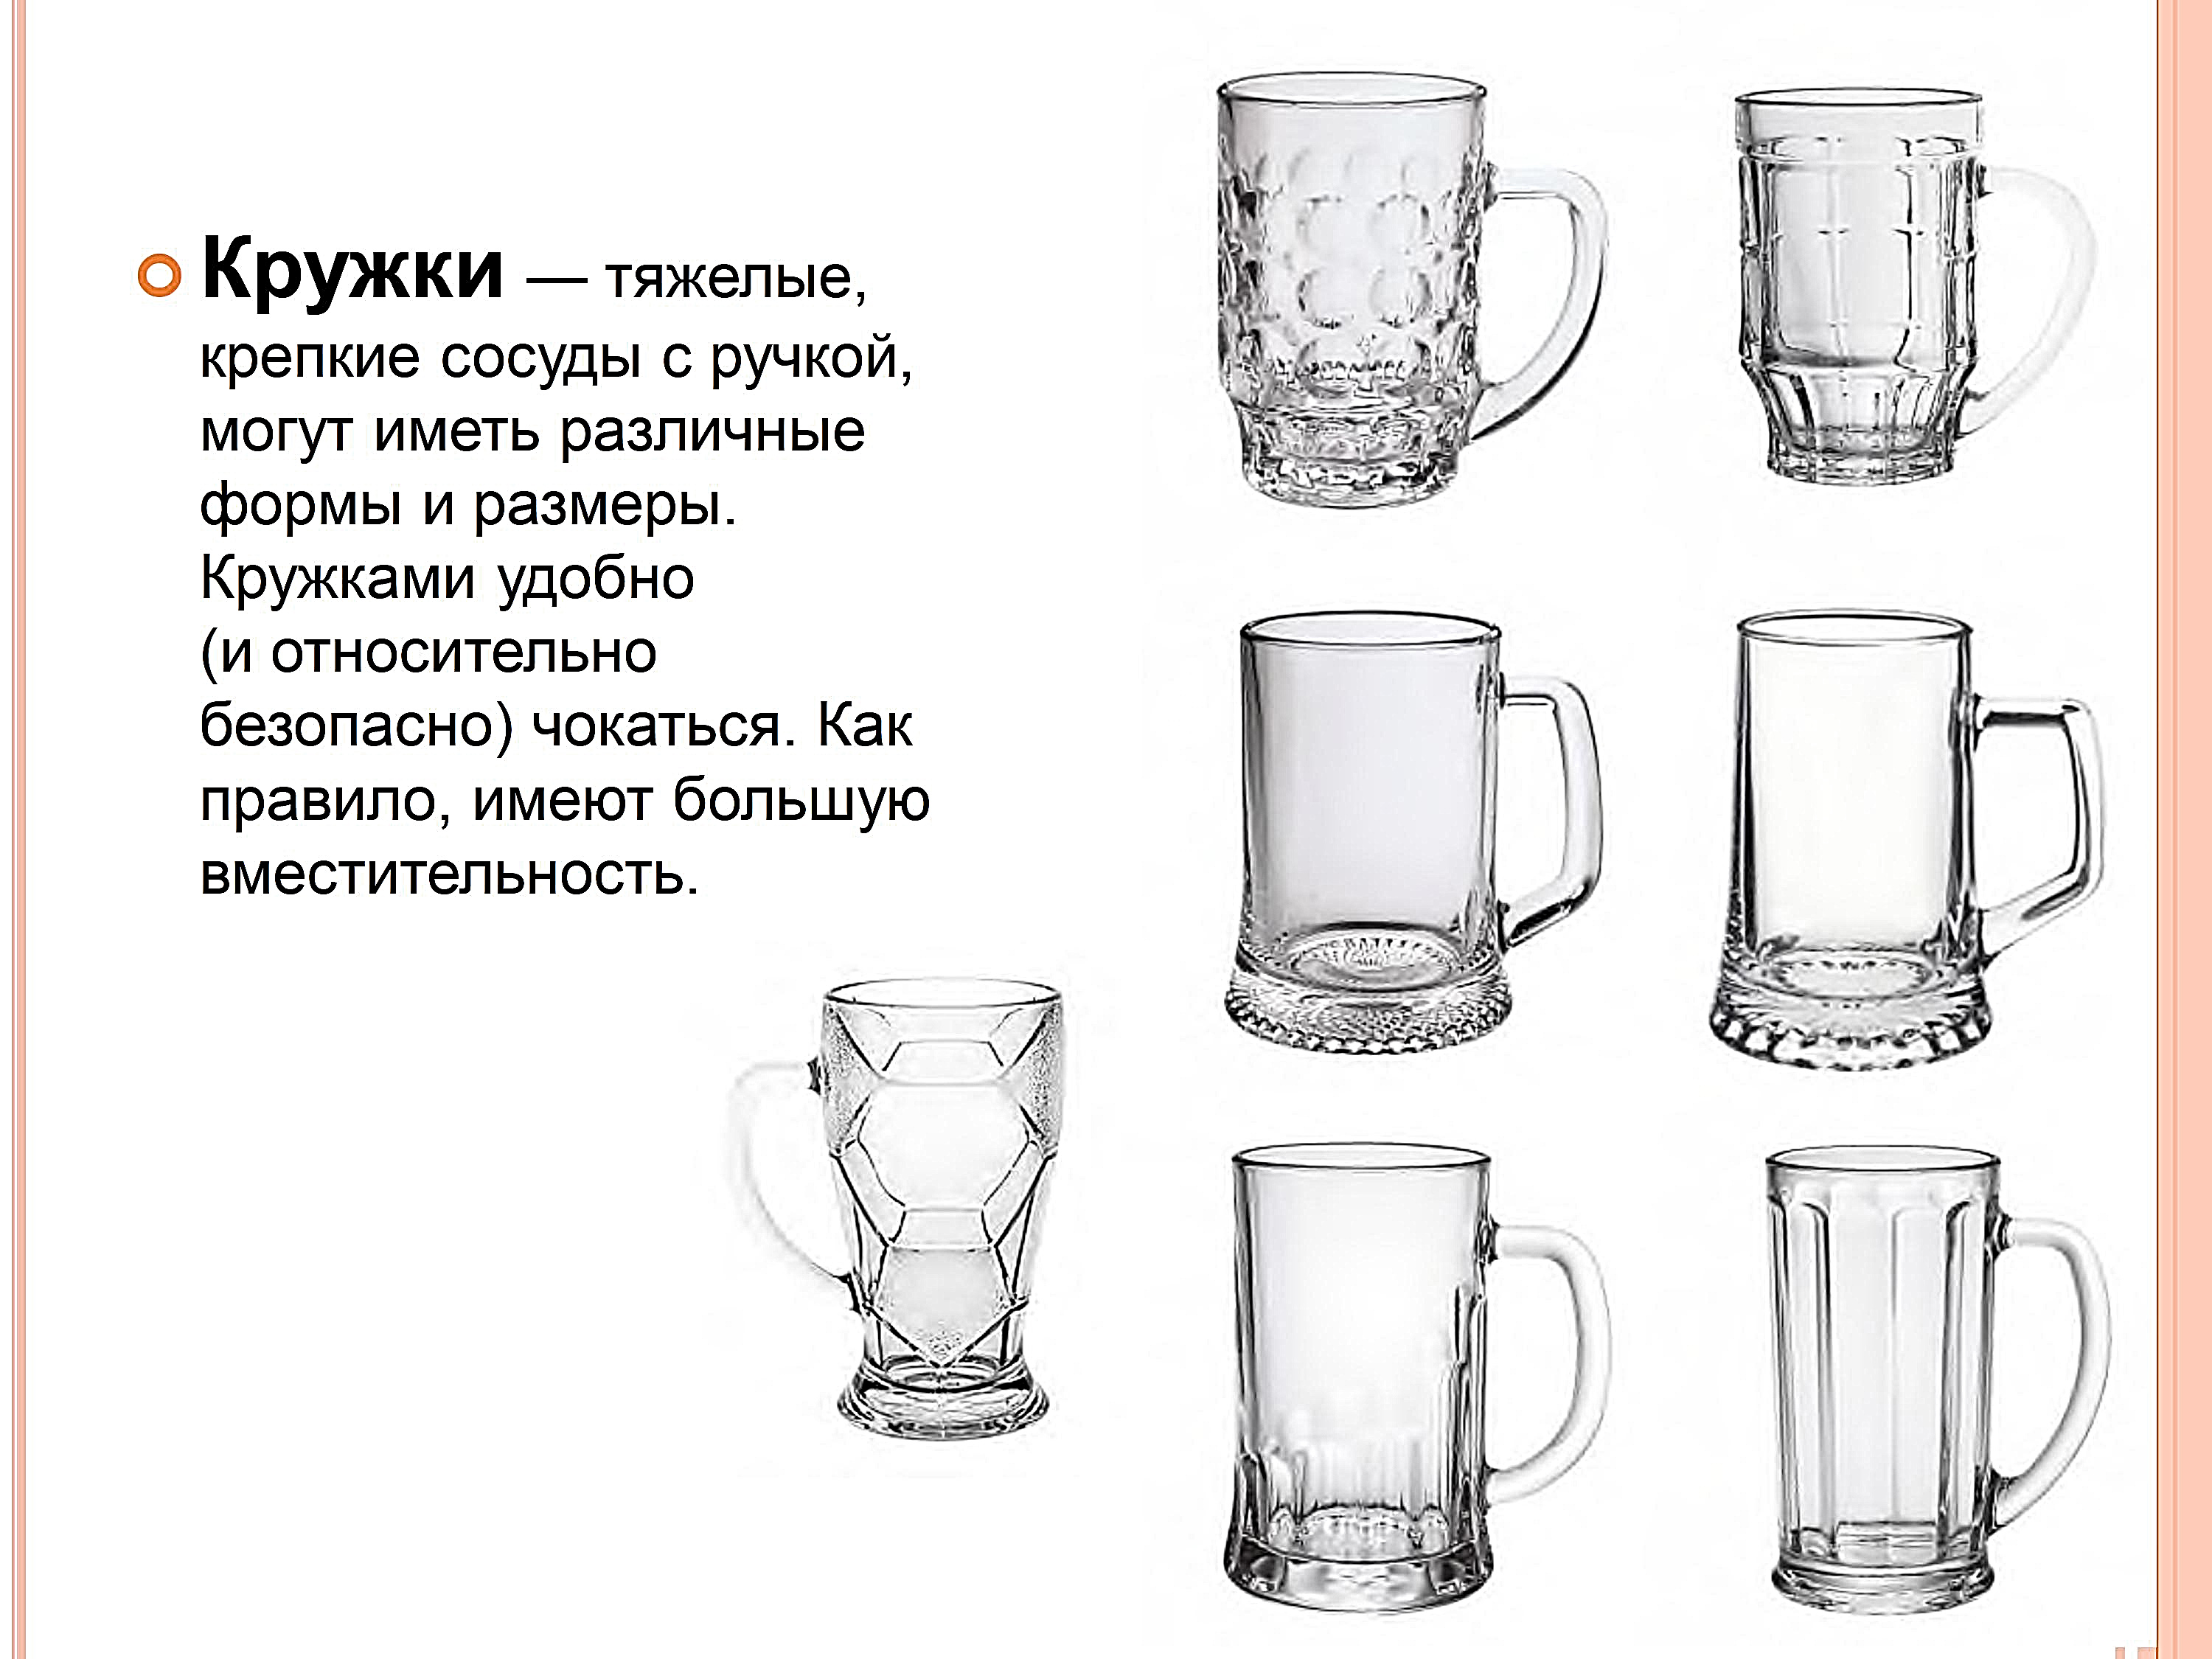 Кружки — тяжелые,
крепкие сосуды с ручкой,
могут иметь различные
формы и размеры.
Кружками удобно
(и относительно
безопасно) чокаться. Как
правило, имеют большую
вместительность.